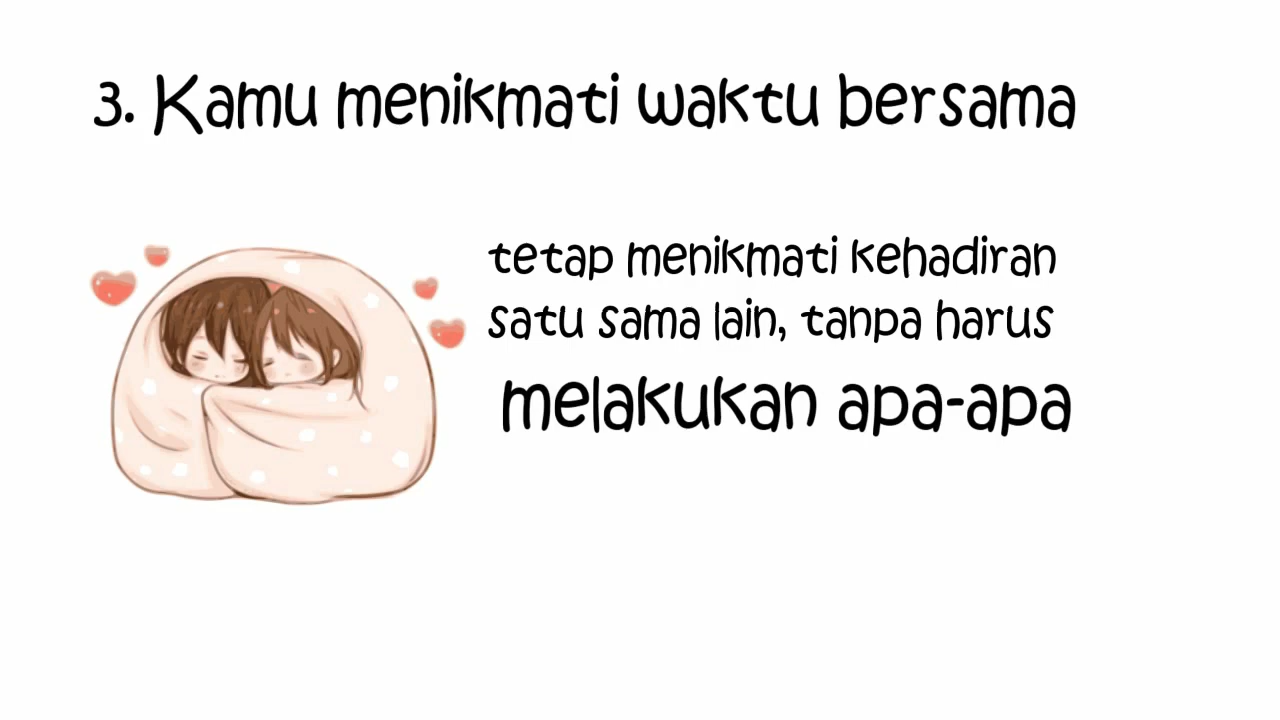 3. Kamu menikmati waktu bersama
tetap menikmati kehadiran
satu sama lain, tanpa harus
melakukan apa-apa